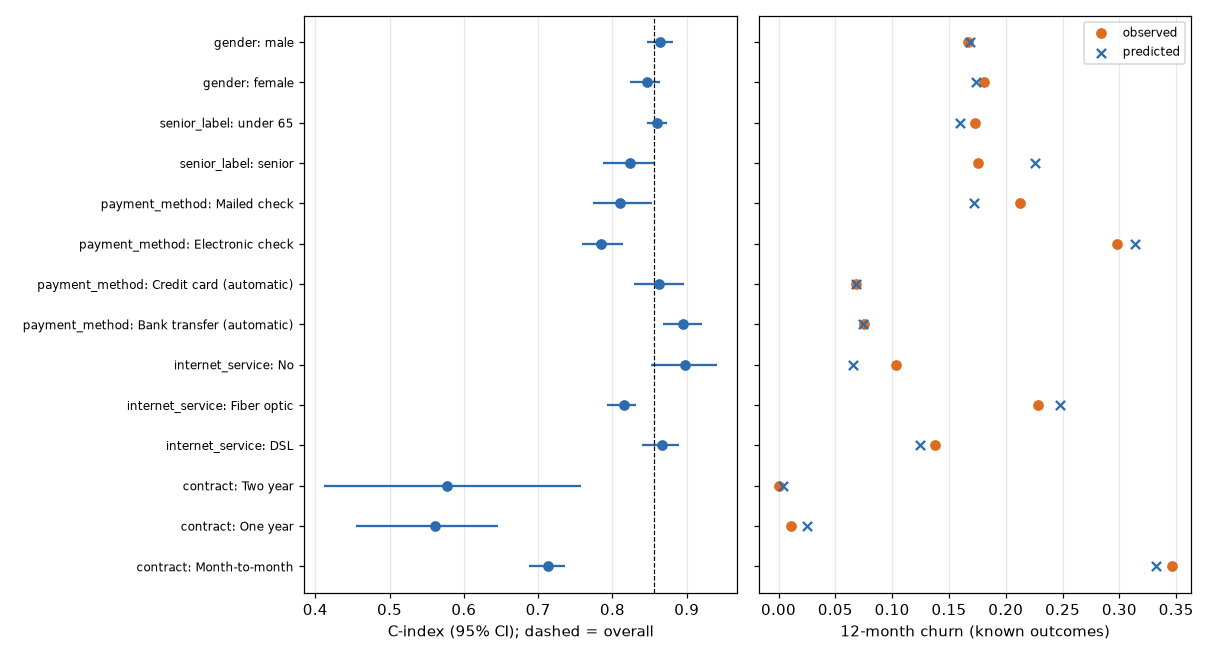 gender: male
gender: female
senior_label: under 65
senior_label: senior
payment_method: Mailed check
payment_method: Electronic check
payment_method: Credit card (automatic)
payment_method: Bank transfer (automatic)
internet_service: No
internet_service: Fiber optic
internet_service: DSL
contract: Two year
contract: One year
contract: Month-to-month
0.4 0.5 0.6 0.7 0.8 0.9
C-index (95% CI); dashed = overall
observed
predicted
0.00 0.05 0.10 0.15 0.20 0.25 0.30 0.35
12-month churn (known outcomes)